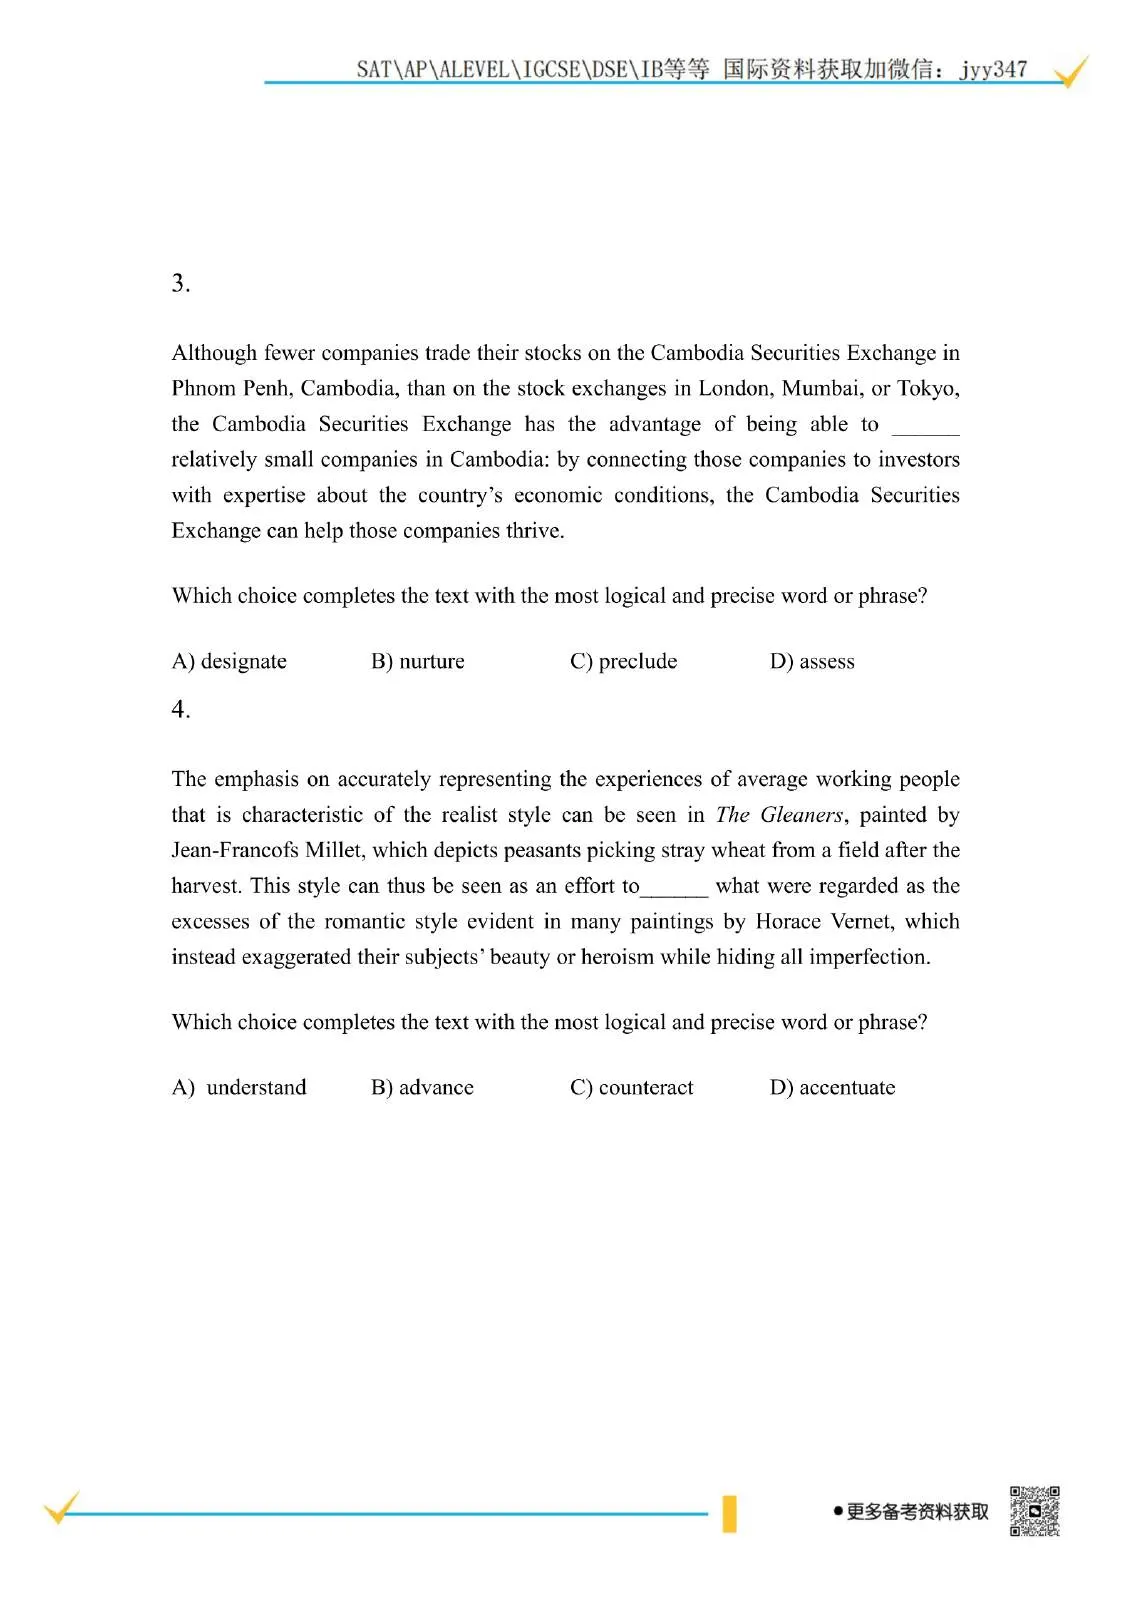 SAT\AP\ALEVEL\IGCSE\DSE\IB等等 国际资料获取加微信：jyy347
3.
Although fewer companies trade their stocks on the Cambodia Securities Exchange in
Phnom Penh, Cambodia, than on the stock exchanges in London, Mumbai, or Tokyo,
the Cambodia Securities Exchange has the advantage of being able to ______
relatively small companies in Cambodia: by connecting those companies to investors
with expertise about the country’s economic conditions, the Cambodia Securities
Exchange can help those companies thrive.
Which choice completes the text with the most logical and precise word or phrase?
A) designate B) nurture C) preclude D) assess
4.
The emphasis on accurately representing the experiences of average working people
that is characteristic of the realist style can be seen in The Gleaners, painted by
Jean-Francofs Millet, which depicts peasants picking stray wheat from a field after the
harvest. This style can thus be seen as an effort to______ what were regarded as the
excesses of the romantic style evident in many paintings by Horace Vernet, which
instead exaggerated their subjects’ beauty or heroism while hiding all imperfection.
Which choice completes the text with the most logical and precise word or phrase?
A) understand B) advance C) counteract D) accentuate
●更多备考资料获取